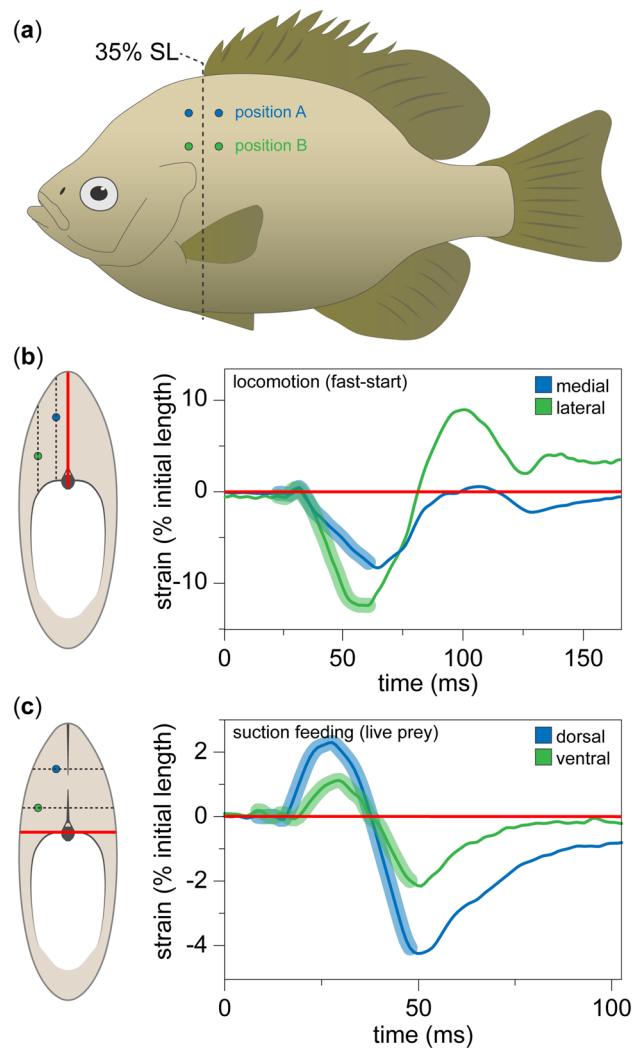 (a)
35% SL
position A
position B
(b)
locomotion (fast-start)
medial
lateral
10
0
-10
strain (% initial length)
0
50
100
150
time (ms)
(c)
suction feeding (live prey)
dorsal
ventral
2
0
-2
-4
strain (% initial length)
0
50
100
time (ms)